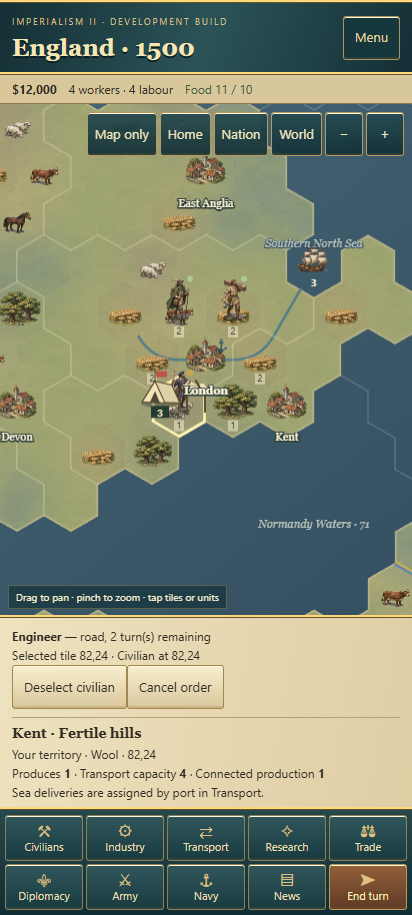 IMPERIALISM II · DEVELOPMENT BUILD
England · 1500
Menu
$12,000 4 workers · 4 labour Food 11 / 10
Map only
Home
Nation
World
−
+
East Anglia
Southern North Sea
3
2
2
2
2
London
3
1
1
Devon
Kent
Normandy Waters · 71
Drag to pan · pinch to zoom · tap tiles or units
Engineer — road, 2 turn(s) remaining
Selected tile 82,24 · Civilian at 82,24
Deselect civilian
Cancel order
Kent · Fertile hills
Your territory · Wool · 82,24
Produces 1 · Transport capacity 4 · Connected production 1
Sea deliveries are assigned by port in Transport.
Civilians
Industry
Transport
Research
Trade
Diplomacy
Army
Navy
News
End turn